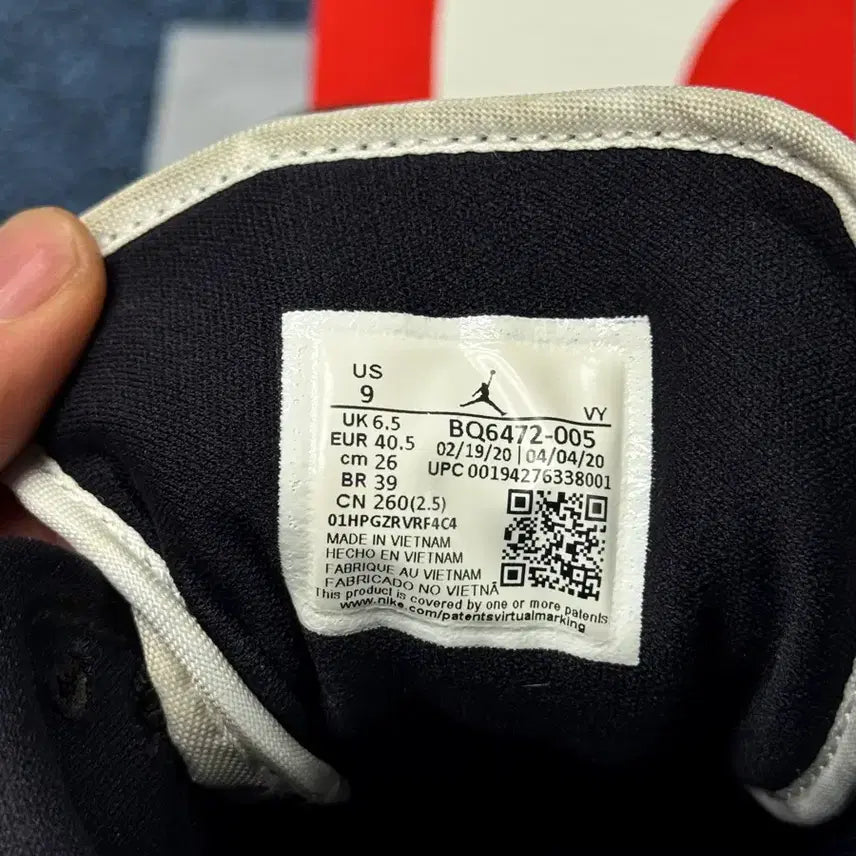 US
9
VY
UK 6.5
BQ6472-005
EUR 40.5
02/19/20 | 04/04/20
cm 26
UPC 00194276338001
BR 39
CN 260(2.5)
01HPGZRVRF4C4
MADE IN VIETNAM
HECHO EN VIETNAM
FABRIQUE AU VIETNAM
FABRICADO NO VIETNÃ
This product is covered by one or more patents
www.nike.com/patentsvirtualmarking